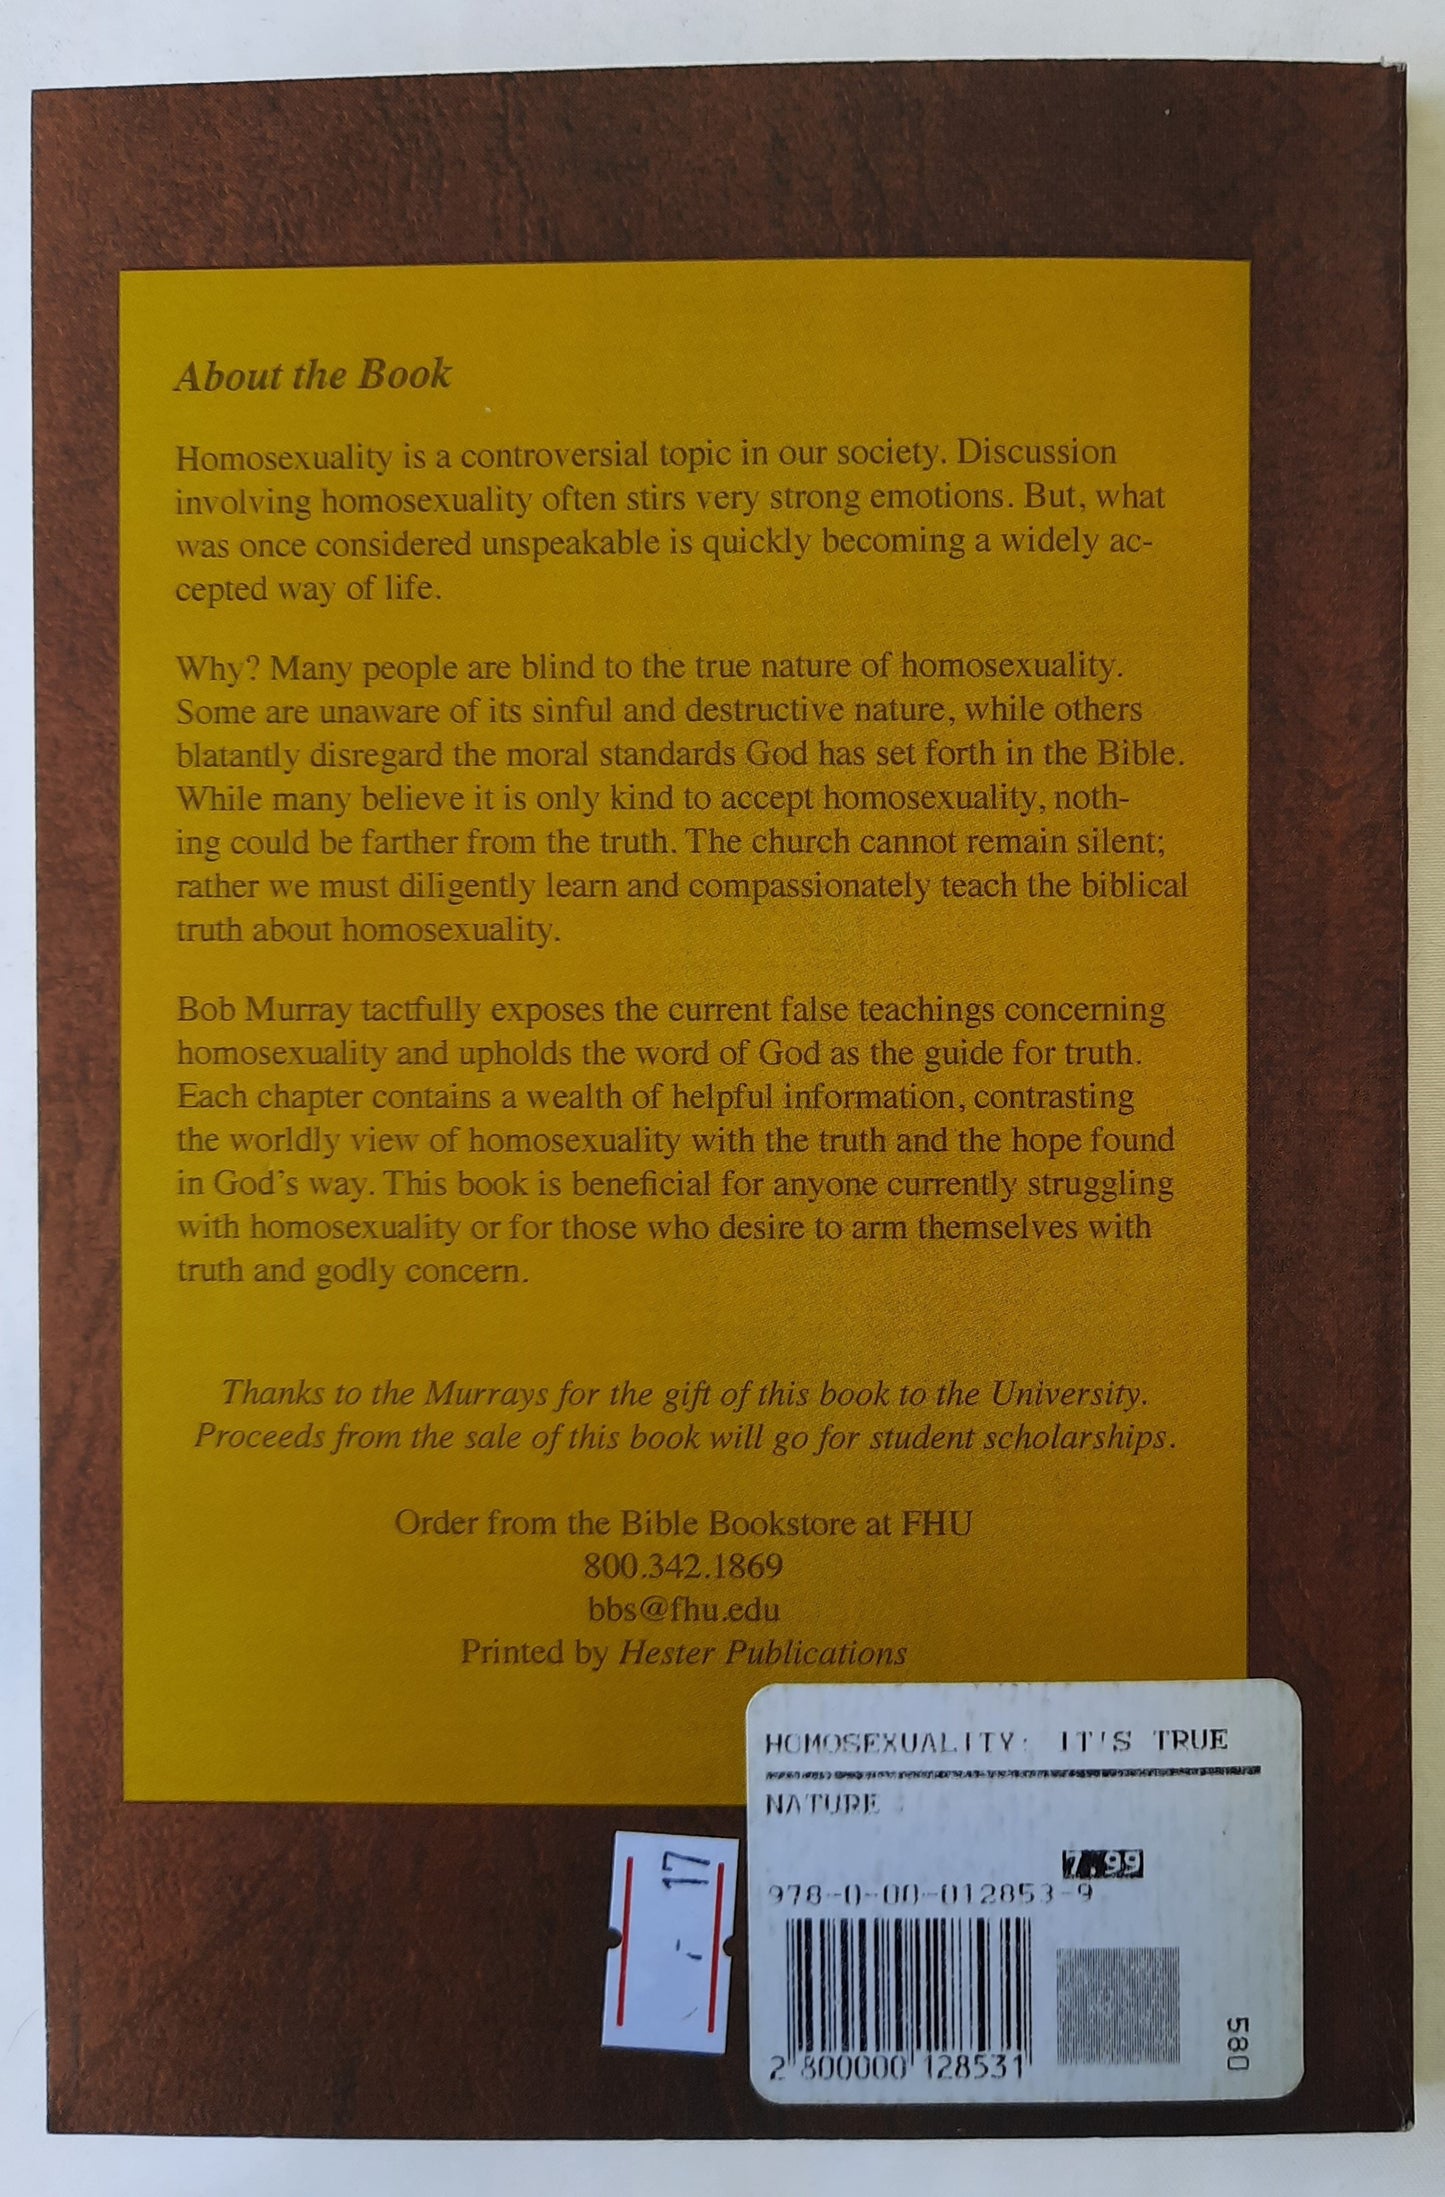 About the Book
Homosexuality is a controversial topic in our society. Discussion
involving homosexuality often stirs very strong emotions. But, what
was once considered unspeakable is quickly becoming a widely ac-
cepted way of life.
Why? Many people are blind to the true nature of homosexuality.
Some are unaware of its sinful and destructive nature, while others
blatantly disregard the moral standards God has set forth in the Bible.
While many believe it is only kind to accept homosexuality, noth-
ing could be farther from the truth. The church cannot remain silent;
rather we must diligently learn and compassionately teach the biblical
truth about homosexuality.
Bob Murray tactfully exposes the current false teachings concerning
homosexuality and upholds the word of God as the guide for truth.
Each chapter contains a wealth of helpful information, contrasting
the worldly view of homosexuality with the truth and the hope found
in God's way. This book is beneficial for anyone currently struggling
with homosexuality or for those who desire to arm themselves with
truth and godly concern.
Thanks to the Murrays for the gift of this book to the University.
Proceeds from the sale of this book will go for student scholarships.
Order from the Bible Bookstore at FHU
800.342.1869
bbs@fhu.edu
Printed by Hester Publications
HOMOSEXUALITY: IT'S TRUE
NATURE
7.99
978-0-00-012853-9
2 800000 128531
580
17